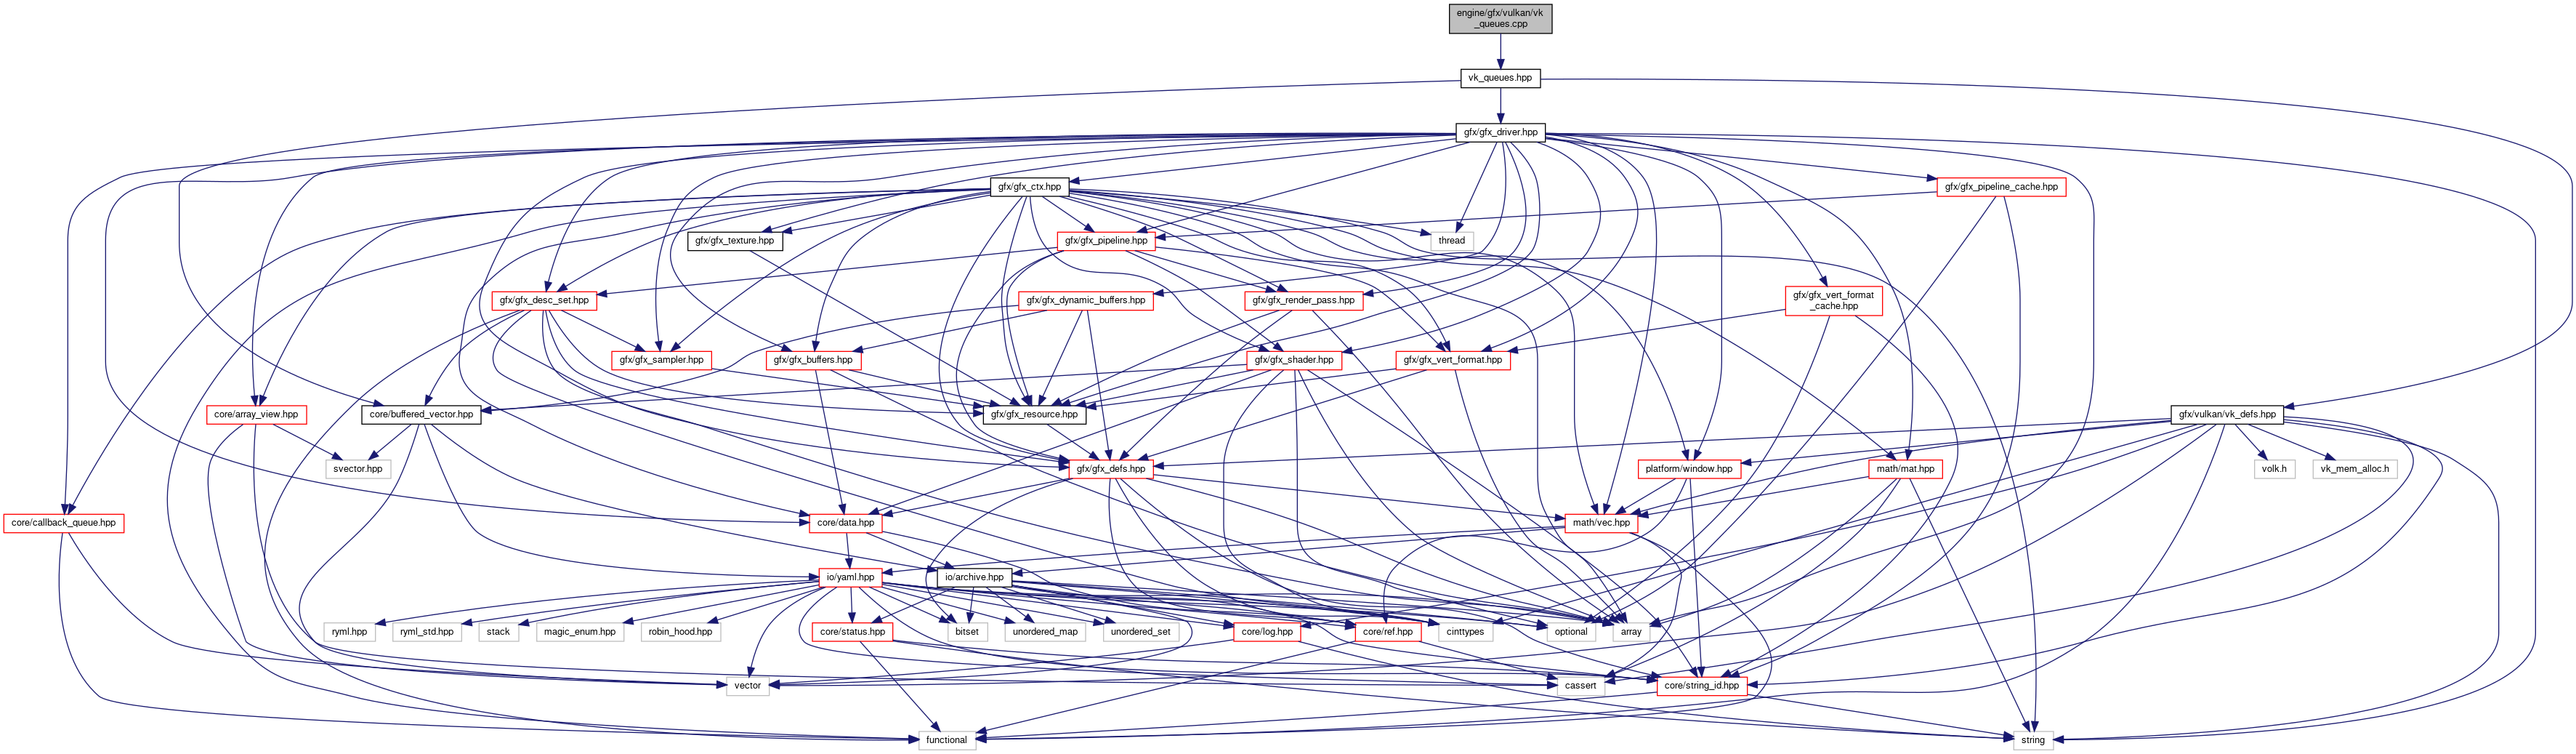 engine/gfx/vulkan/vk
_queues.cpp
vk_queues.hpp
gfx/gfx_driver.hpp
gfx/gfx_ctx.hpp
gfx/gfx_pipeline_cache.hpp
gfx/gfx_texture.hpp
gfx/gfx_pipeline.hpp
thread
gfx/gfx_desc_set.hpp
gfx/gfx_dynamic_buffers.hpp
gfx/gfx_render_pass.hpp
gfx/gfx_vert_format
_cache.hpp
gfx/gfx_sampler.hpp
gfx/gfx_buffers.hpp
gfx/gfx_shader.hpp
gfx/gfx_vert_format.hpp
core/array_view.hpp
core/buffered_vector.hpp
gfx/gfx_resource.hpp
gfx/vulkan/vk_defs.hpp
svector.hpp
gfx/gfx_defs.hpp
platform/window.hpp
math/mat.hpp
volk.h
vk_mem_alloc.h
core/callback_queue.hpp
core/data.hpp
math/vec.hpp
io/yaml.hpp
io/archive.hpp
ryml.hpp
ryml_std.hpp
stack
magic_enum.hpp
robin_hood.hpp
core/status.hpp
bitset
unordered_map
unordered_set
core/log.hpp
core/ref.hpp
cinttypes
optional
array
vector
cassert
core/string_id.hpp
functional
string